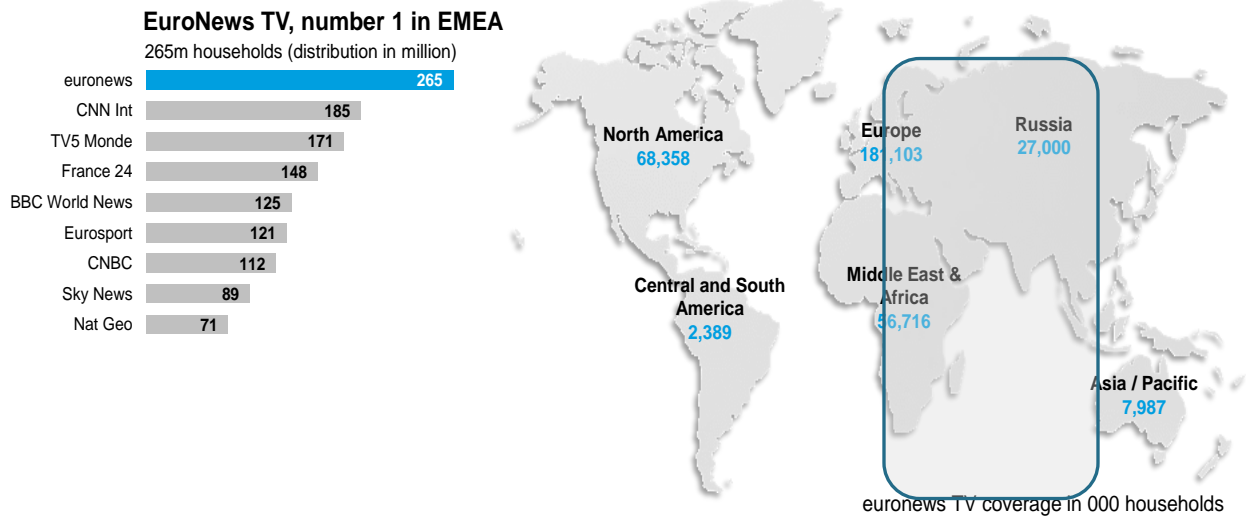 EuroNews TV, number 1 in EMEA
265m households (distribution in million)
euronews 265
CNN Int 185
TV5 Monde 171
France 24 148
BBC World News 125
Eurosport 121
CNBC 112
Sky News 89
Nat Geo 71
North America
68,358
Europe
181,103
Russia
27,000
Central and South
America
2,389
Middle East &
Africa
56,716
Asia / Pacific
7,987
euronews TV coverage in 000 households